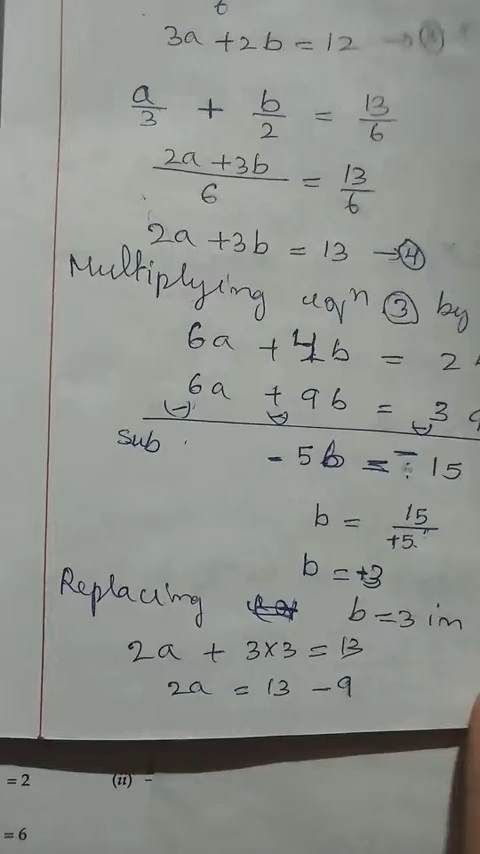 6
3a + 2b = 12 → ③
a/3 + b/2 = 13/6
2a + 3b / 6 = 13/6
2a + 3b = 13 → ④
Multiplying eqⁿ ③ by
6a + 4b = 2
6a + 9b = 3
(-) (-) (-)
Sub - 5b = - 15
b = 15/+5
b = +3
Replacing b = 3 in
2a + 3×3 = 13
2a = 13 - 9
= 2 (ii)
= 6